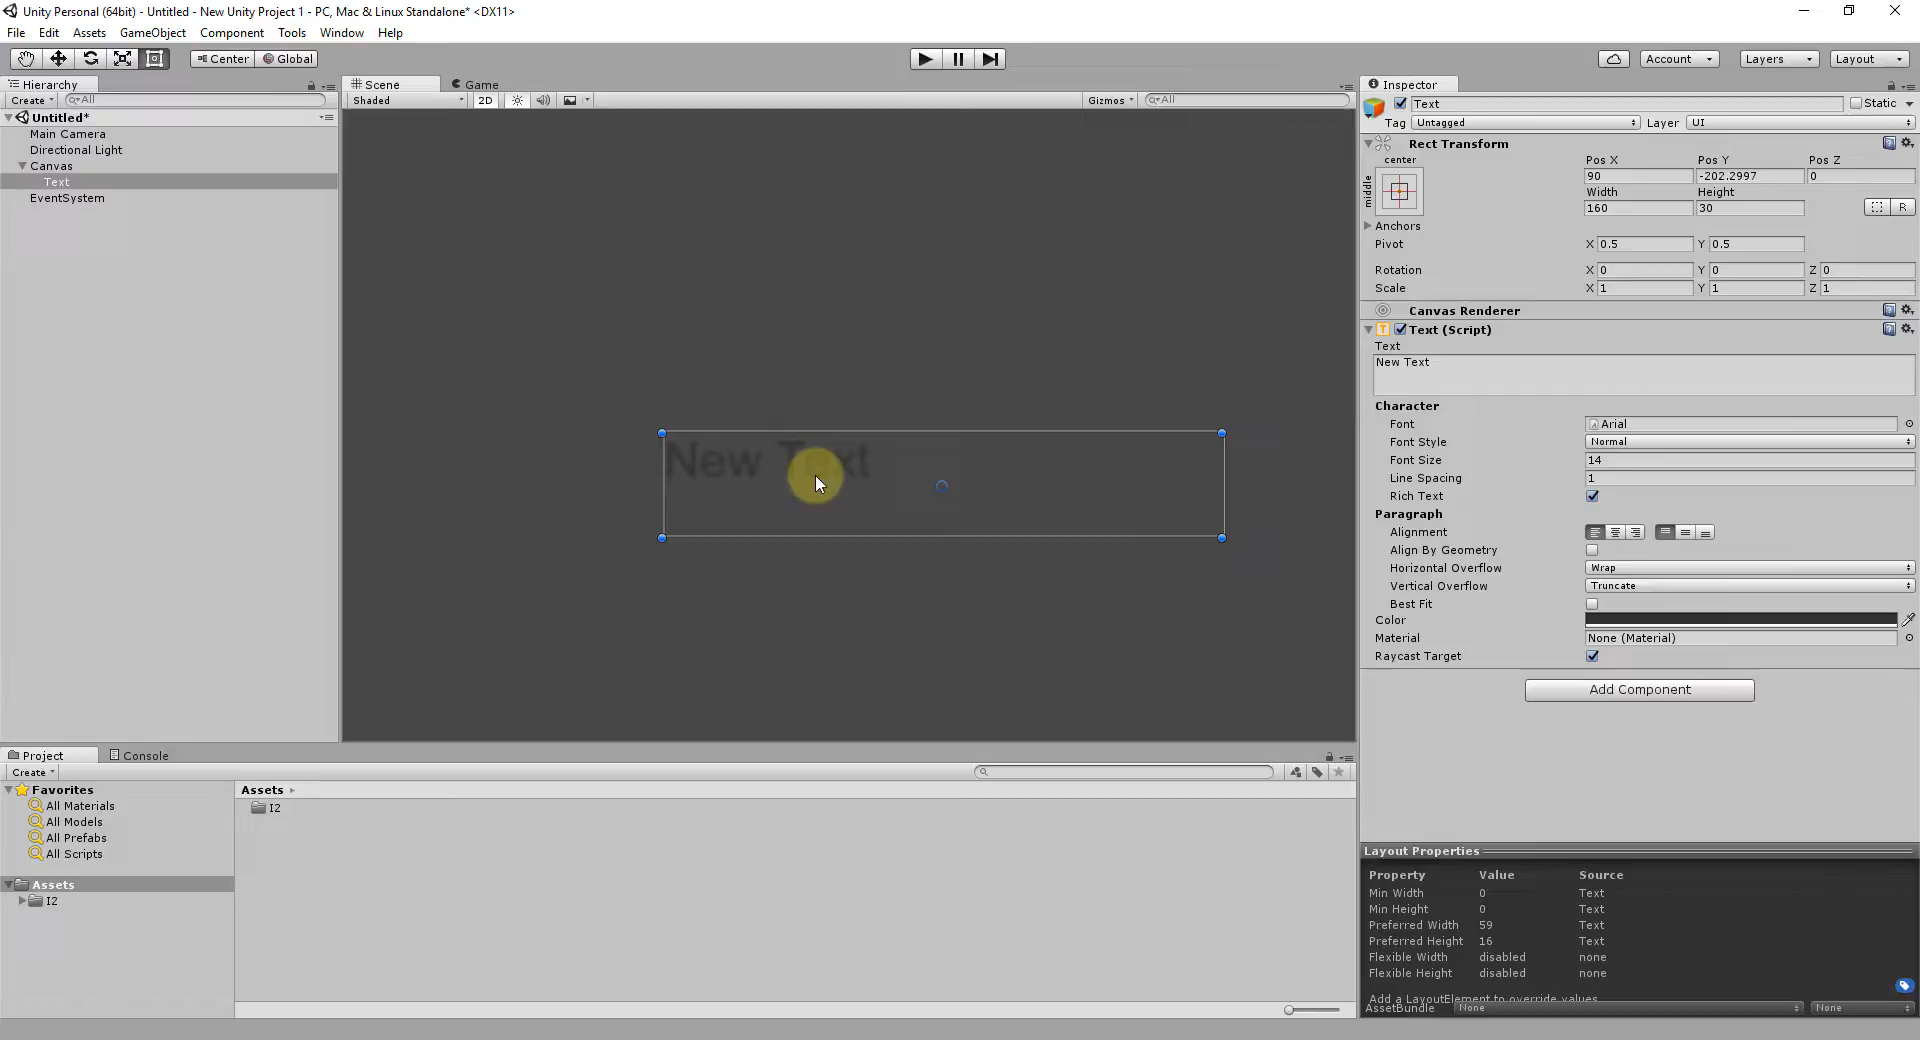 Unity Personal (64bit) - Untitled - New Unity Project 1 - PC, Mac & Linux Standalone* <DX11>
File Edit Assets GameObject Component Tools Window Help
Center Global Account Layers Layout
Hierarchy
Create All
Untitled*
Main Camera
Directional Light
Canvas
Text
EventSystem
Scene Game
Shaded 2D Gizmos All
New Text
Inspector
Text Static
Tag Untagged Layer UI
Rect Transform
center
middle
Pos X Pos Y Pos Z
90 -202.2997 0
Width Height
160 30
R
Anchors
Pivot X 0.5 Y 0.5
Rotation X 0 Y 0 Z 0
Scale X 1 Y 1 Z 1
Canvas Renderer
T Text (Script)
Text
New Text
Character
Font Arial
Font Style Normal
Font Size 14
Line Spacing 1
Rich Text
Paragraph
Alignment
Align By Geometry
Horizontal Overflow Wrap
Vertical Overflow Truncate
Best Fit
Color
Material None (Material)
Raycast Target
Add Component
Project Console
Create
Favorites
All Materials
All Models
All Prefabs
All Scripts
Assets
I2
Assets
I2
Layout Properties
Property Value Source
Min Width 0 Text
Min Height 0 Text
Preferred Width 59 Text
Preferred Height 16 Text
Flexible Width disabled none
Flexible Height disabled none
Add a LayoutElement to override values
AssetBundle None None